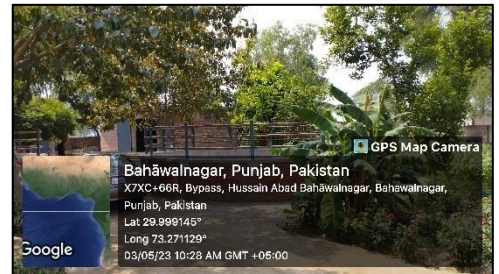 GPS Map Camera
Bahāwalnagar, Punjab, Pakistan
X7XC+66R, Bypass, Hussain Abad Bahāwalnagar, Bahawalnagar,
Punjab, Pakistan
Lat 29.999145°
Long 73.271129°
03/05/23 10:28 AM GMT +05:00
Google